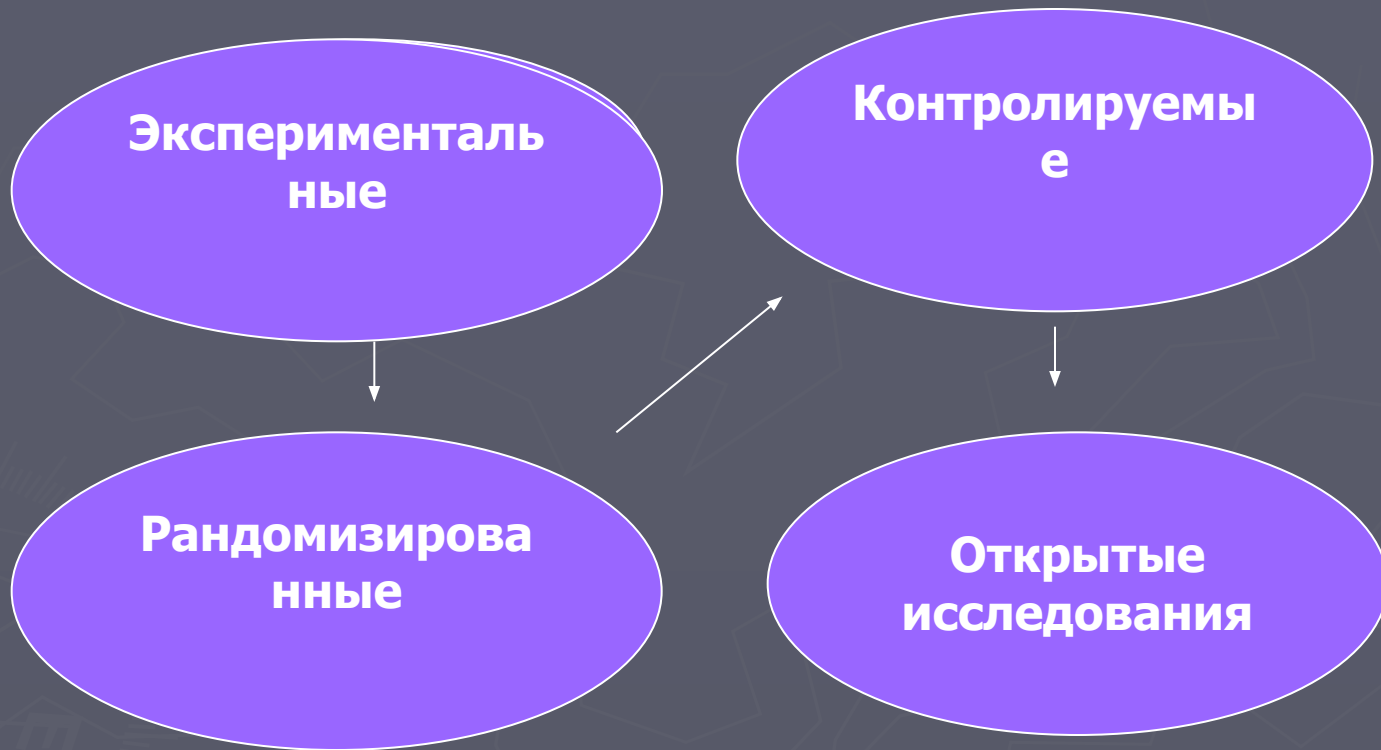 Эксперименталь
ные
Рандомизирова
нные
Контролируемы
е
Открытые
исследования